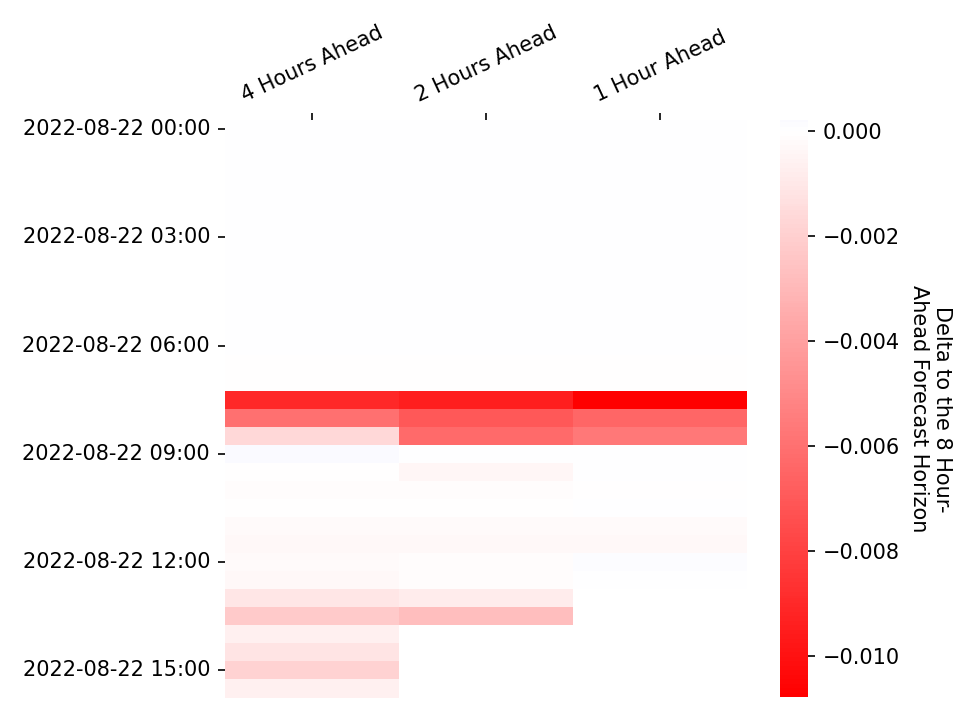 4 Hours Ahead
2 Hours Ahead
1 Hour Ahead
2022-08-22 00:00
2022-08-22 03:00
2022-08-22 06:00
2022-08-22 09:00
2022-08-22 12:00
2022-08-22 15:00
0.000
−0.002
−0.004
−0.006
−0.008
−0.010
Delta to the 8 Hour-
Ahead Forecast Horizon